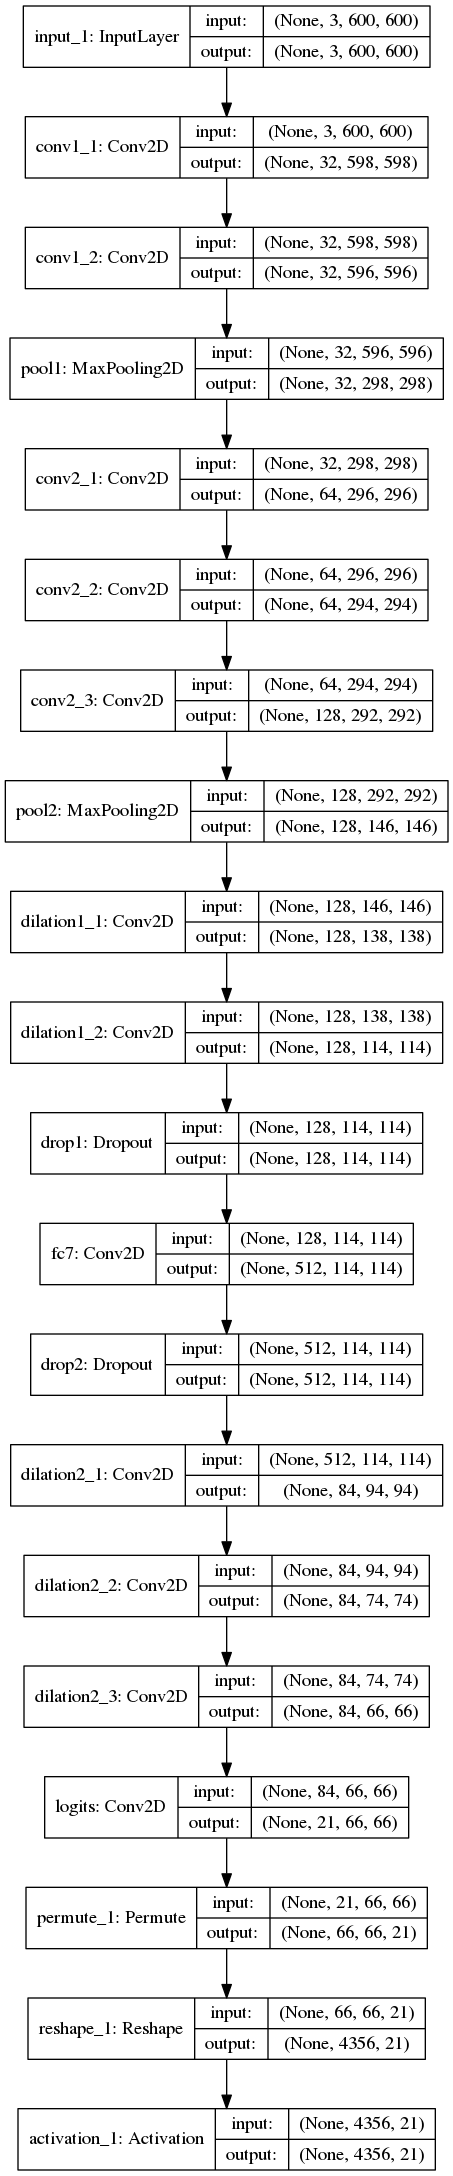 input_1: InputLayer
input: (None, 3, 600, 600)
output: (None, 3, 600, 600)
conv1_1: Conv2D
input: (None, 3, 600, 600)
output: (None, 32, 598, 598)
conv1_2: Conv2D
input: (None, 32, 598, 598)
output: (None, 32, 596, 596)
pool1: MaxPooling2D
input: (None, 32, 596, 596)
output: (None, 32, 298, 298)
conv2_1: Conv2D
input: (None, 32, 298, 298)
output: (None, 64, 296, 296)
conv2_2: Conv2D
input: (None, 64, 296, 296)
output: (None, 64, 294, 294)
conv2_3: Conv2D
input: (None, 64, 294, 294)
output: (None, 128, 292, 292)
pool2: MaxPooling2D
input: (None, 128, 292, 292)
output: (None, 128, 146, 146)
dilation1_1: Conv2D
input: (None, 128, 146, 146)
output: (None, 128, 138, 138)
dilation1_2: Conv2D
input: (None, 128, 138, 138)
output: (None, 128, 114, 114)
drop1: Dropout
input: (None, 128, 114, 114)
output: (None, 128, 114, 114)
fc7: Conv2D
input: (None, 128, 114, 114)
output: (None, 512, 114, 114)
drop2: Dropout
input: (None, 512, 114, 114)
output: (None, 512, 114, 114)
dilation2_1: Conv2D
input: (None, 512, 114, 114)
output: (None, 84, 94, 94)
dilation2_2: Conv2D
input: (None, 84, 94, 94)
output: (None, 84, 74, 74)
dilation2_3: Conv2D
input: (None, 84, 74, 74)
output: (None, 84, 66, 66)
logits: Conv2D
input: (None, 84, 66, 66)
output: (None, 21, 66, 66)
permute_1: Permute
input: (None, 21, 66, 66)
output: (None, 66, 66, 21)
reshape_1: Reshape
input: (None, 66, 66, 21)
output: (None, 4356, 21)
activation_1: Activation
input: (None, 4356, 21)
output: (None, 4356, 21)